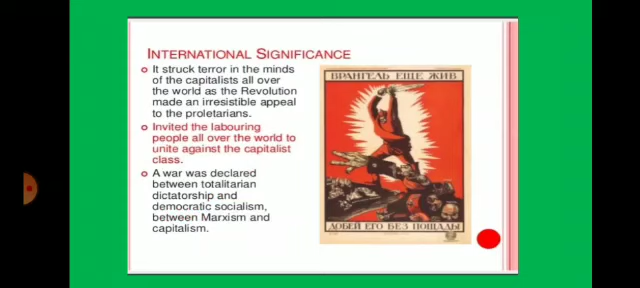 INTERNATIONAL SIGNIFICANCE
It struck terror in the minds
of the capitalists all over
the world as the Revolution
made an irresistible appeal
to the proletarians.
Invited the labouring
people all over the world to
unite against the capitalist
class.
A war was declared
between totalitarian
dictatorship and
democratic socialism,
between Marxism and
capitalism.
ВРАНГЕЛЬ ЕЩЕ ЖИВ
ДОБЕЙ ЕГО БЕЗ ПОЩАДЫ